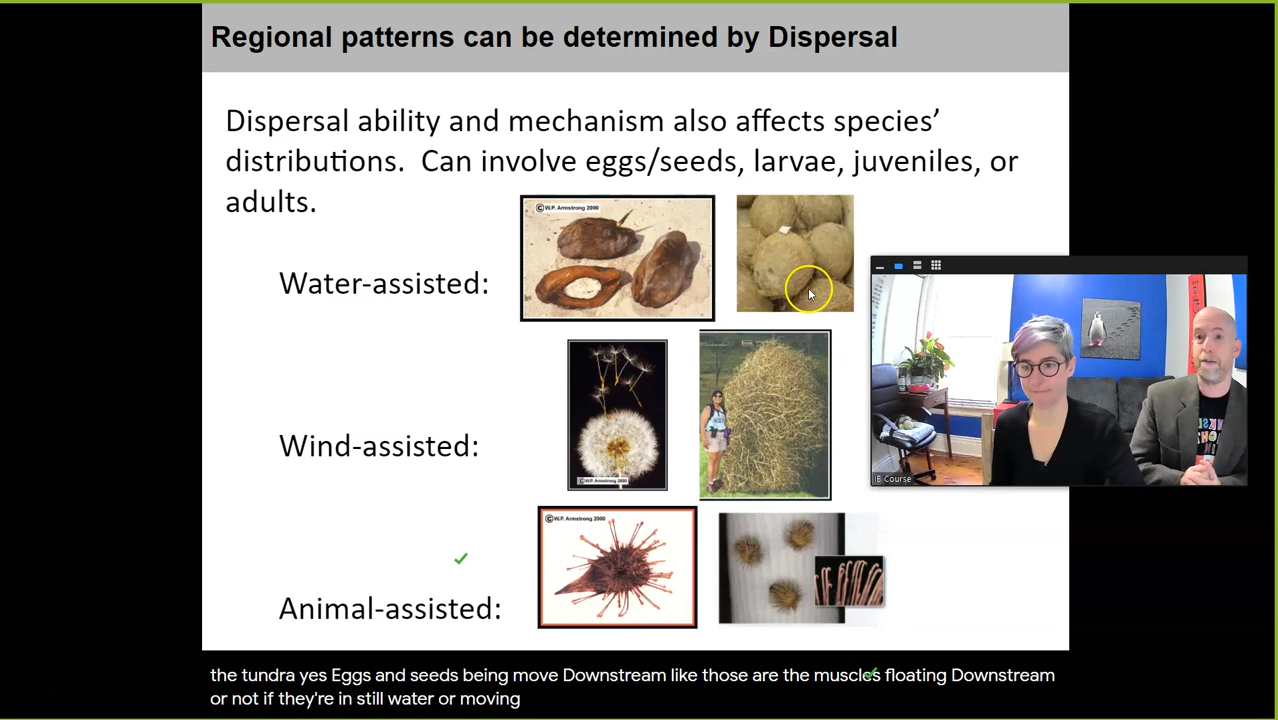 Regional patterns can be determined by Dispersal
Dispersal ability and mechanism also affects species'
distributions. Can involve eggs/seeds, larvae, juveniles, or
adults.
©W.P. Armstrong 2000
Water-assisted:
Wind-assisted:
©W.P. Armstrong 2000
IB Course
©W.P. Armstrong 2000
Animal-assisted:
the tundra yes Eggs and seeds being move Downstream like those are the muscles floating Downstream
or not if they're in still water or moving